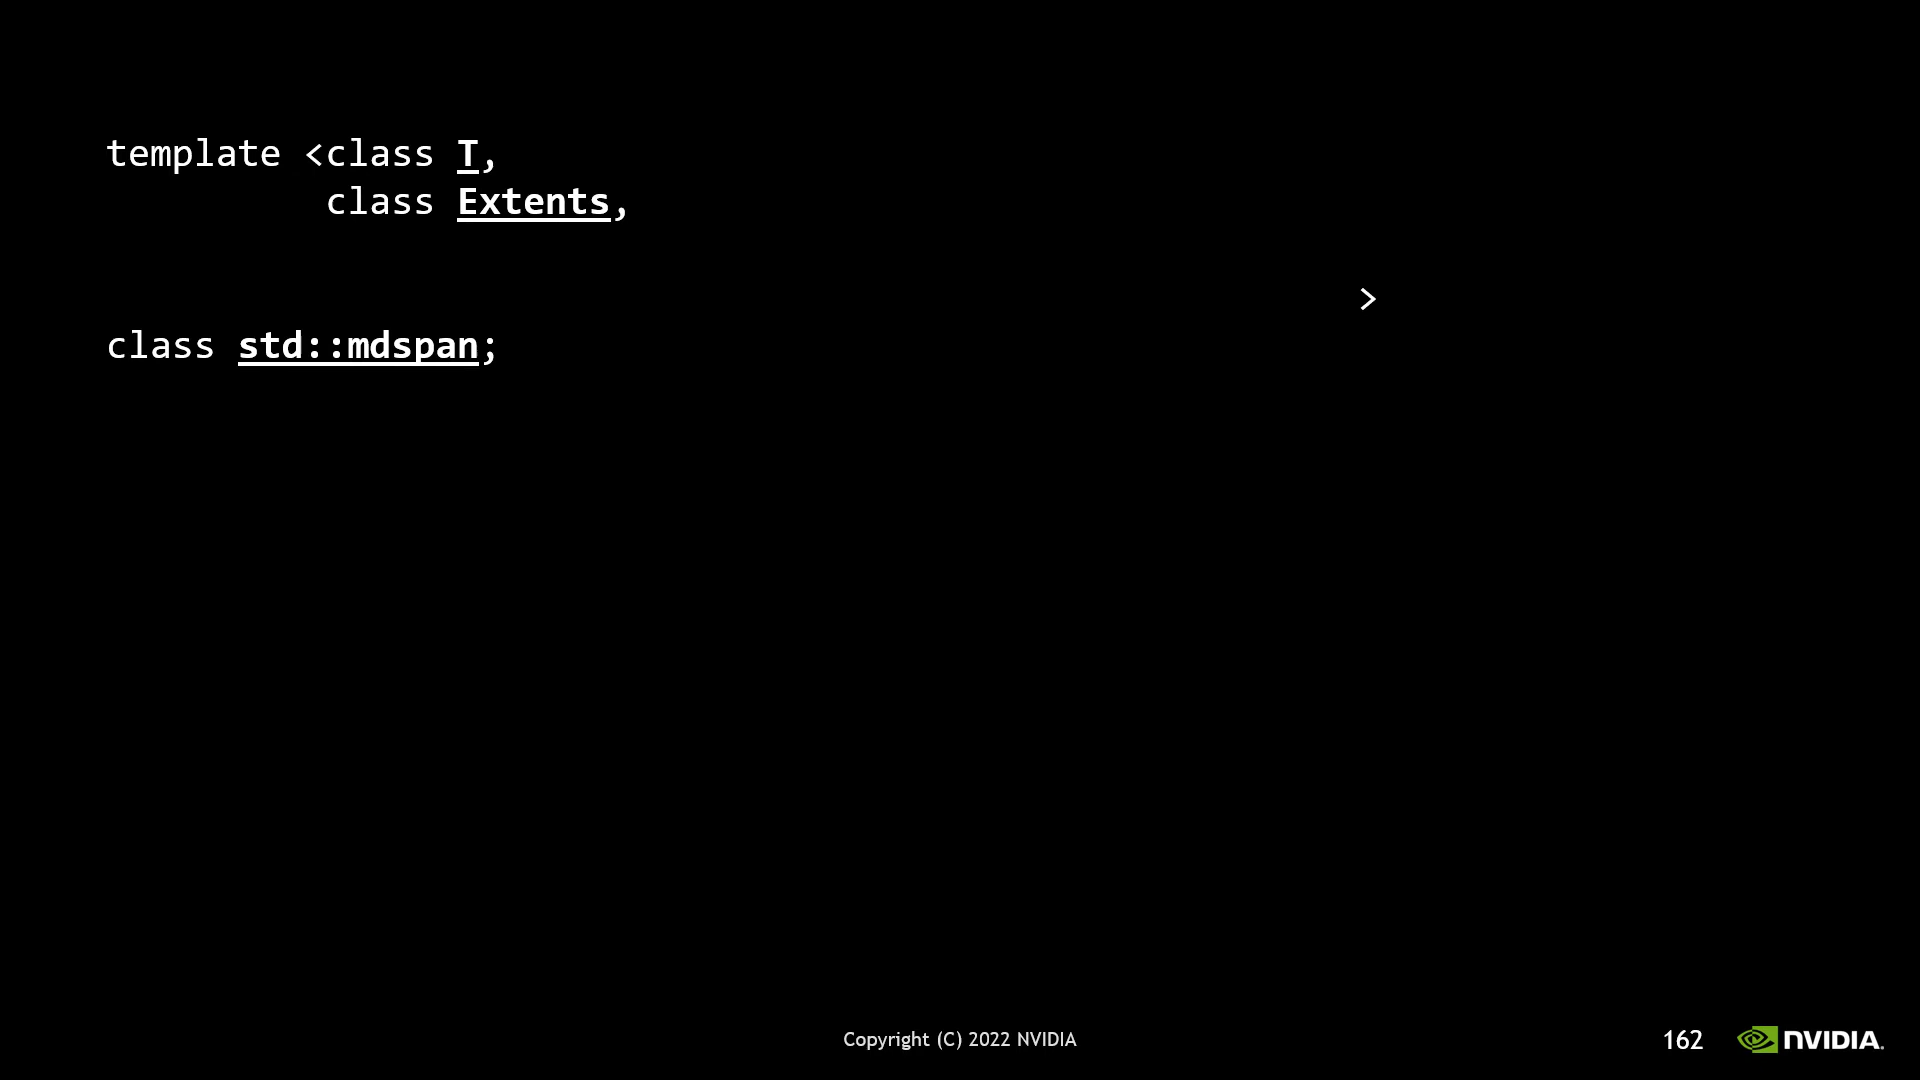 template <class T,
class Extents,
>
class std::mdspan;
Copyright (C) 2022 NVIDIA
162
NVIDIA.